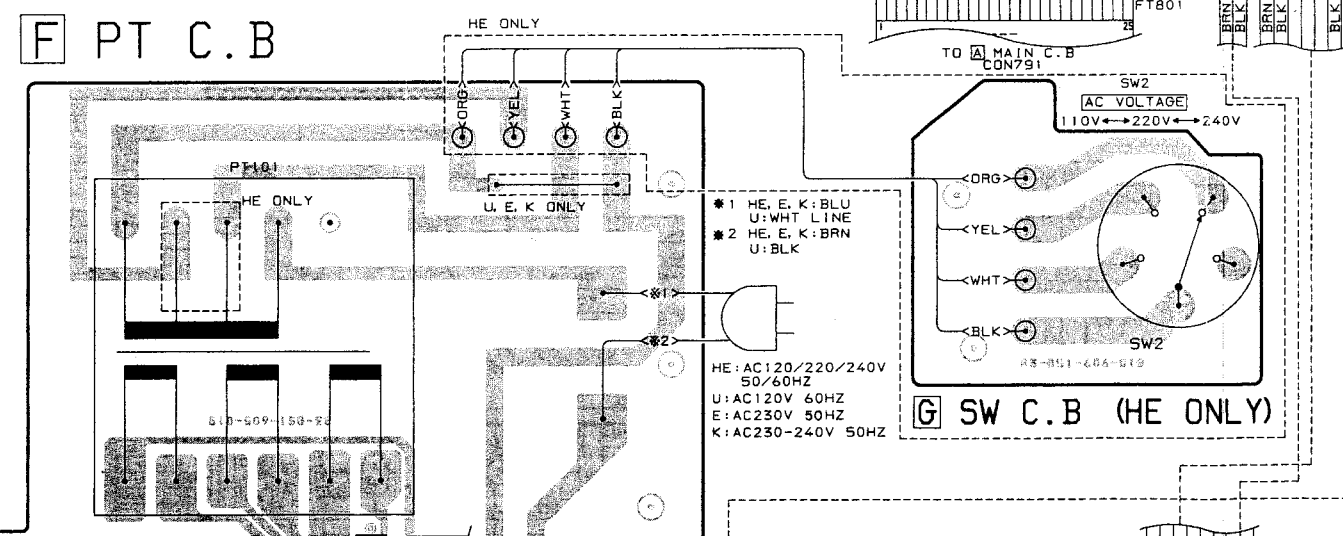 F PT C.B
HE ONLY
ORG
YEL
WHT
BLK
PT101
HE ONLY
U, E, K ONLY
※1 HE, E, K:BLU
U:WHT LINE
※2 HE, E, K:BRN
U:BLK
※1
※2
HE:AC120/220/240V
50/60HZ
U:AC120V 60HZ
E:AC230V 50HZ
K:AC230-240V 50HZ
1
25
FT801
TO A MAIN C.B
CON791
BRN
BLK
BRN
BLK
BLK
SW2
AC VOLTAGE
110V↔220V↔240V
ORG
YEL
WHT
BLK
SW2
G SW C.B (HE ONLY)